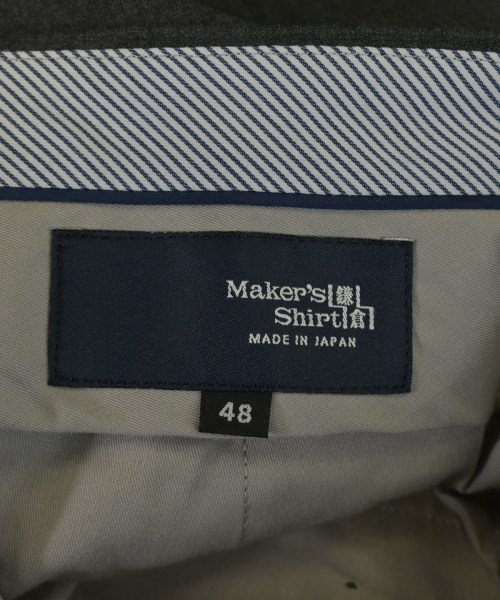 Maker's 鎌
Shirt 倉
MADE IN JAPAN
48